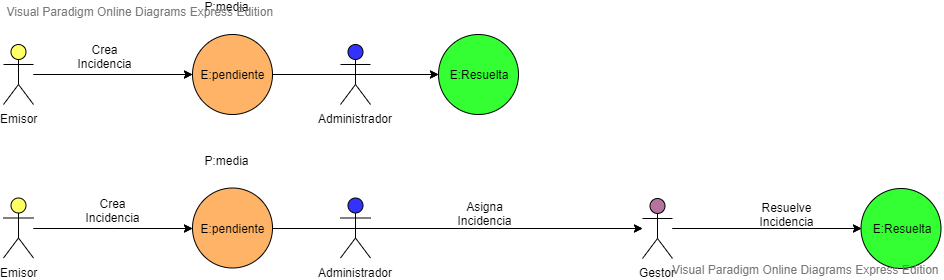 P:media
Visual Paradigm Online Diagrams Express Edition
Crea
Incidencia
E:pendiente
E:Resuelta
Emisor
Administrador
P:media
Crea
Incidencia
Asigna
Incidencia
Resuelve
Incidencia
E:pendiente
E:Resuelta
Emisor
Administrador
Gestor
Visual Paradigm Online Diagrams Express Edition